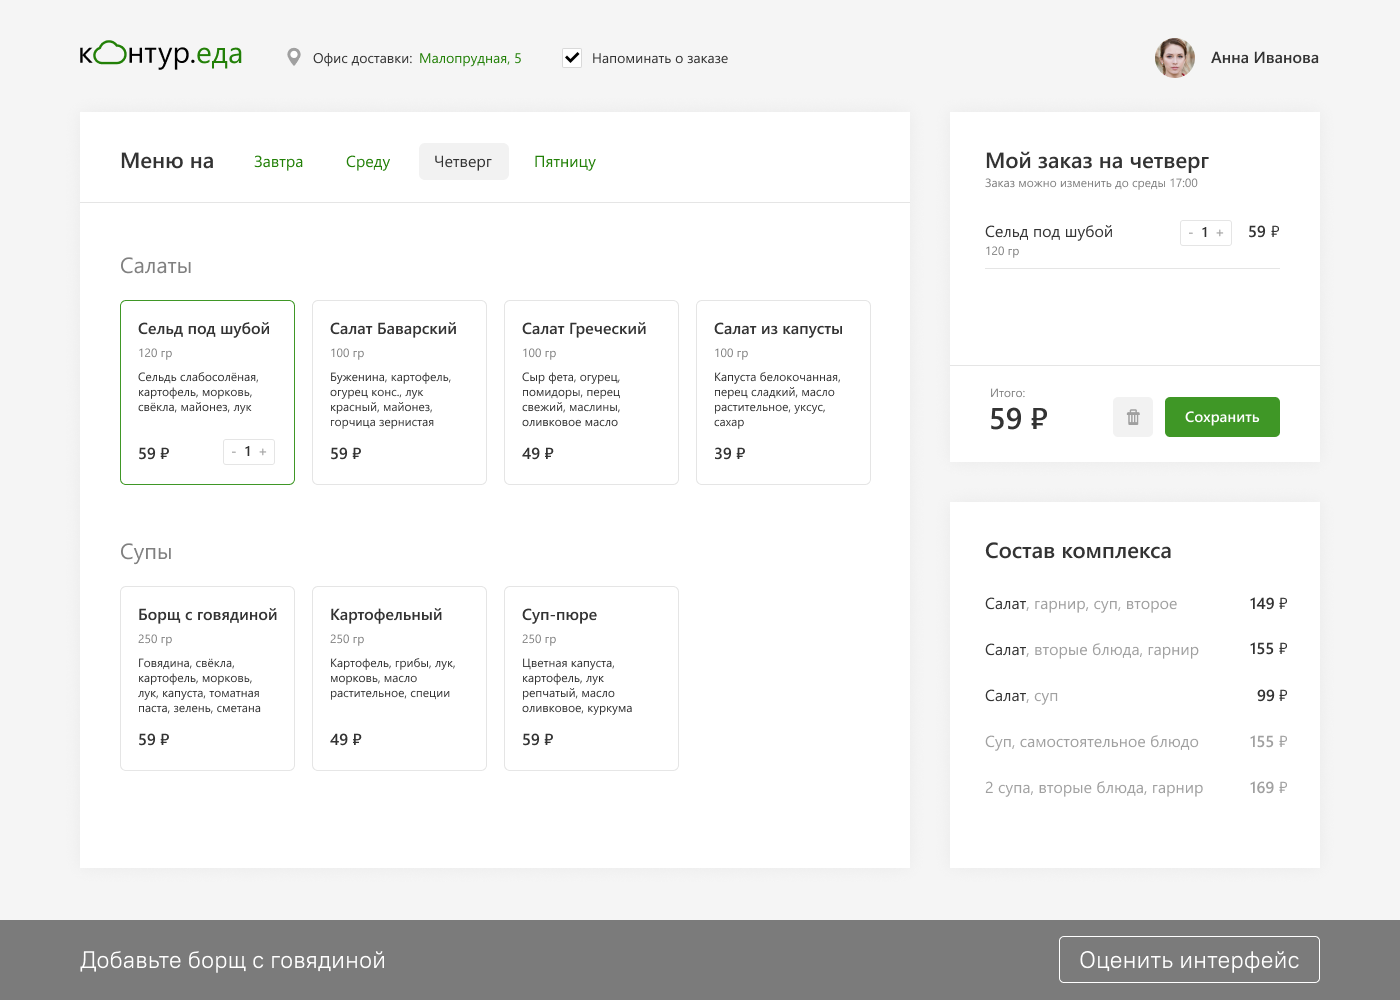 контур.еда
Офис доставки: Малопрудная, 5
Напоминать о заказе
Анна Иванова
Меню на
Завтра
Среду
Четверг
Пятницу
Салаты
Сельд под шубой
120 гр
Сельдь слабосолёная,
картофель, морковь,
свёкла, майонез, лук
59 ₽
- 1 +
Салат Баварский
100 гр
Буженина, картофель,
огурец конс., лук
красный, майонез,
горчица зернистая
59 ₽
Салат Греческий
100 гр
Сыр фета, огурец,
помидоры, перец
свежий, маслины,
оливковое масло
49 ₽
Салат из капусты
100 гр
Капуста белокочанная,
перец сладкий, масло
растительное, уксус,
сахар
39 ₽
Супы
Борщ с говядиной
250 гр
Говядина, свёкла,
картофель, морковь,
лук, капуста, томатная
паста, зелень, сметана
59 ₽
Картофельный
250 гр
Картофель, грибы, лук,
морковь, масло
растительное, специи
49 ₽
Суп-пюре
250 гр
Цветная капуста,
картофель, лук
репчатый, масло
оливковое, куркума
59 ₽
Мой заказ на четверг
Заказ можно изменить до среды 17:00
Сельд под шубой
- 1 +
59 ₽
120 гр
Итого:
59 ₽
Сохранить
Состав комплекса
Салат, гарнир, суп, второе 149 ₽
Салат, вторые блюда, гарнир 155 ₽
Салат, суп 99 ₽
Суп, самостоятельное блюдо 155 ₽
2 супа, вторые блюда, гарнир 169 ₽
Добавьте борщ с говядиной
Оценить интерфейс